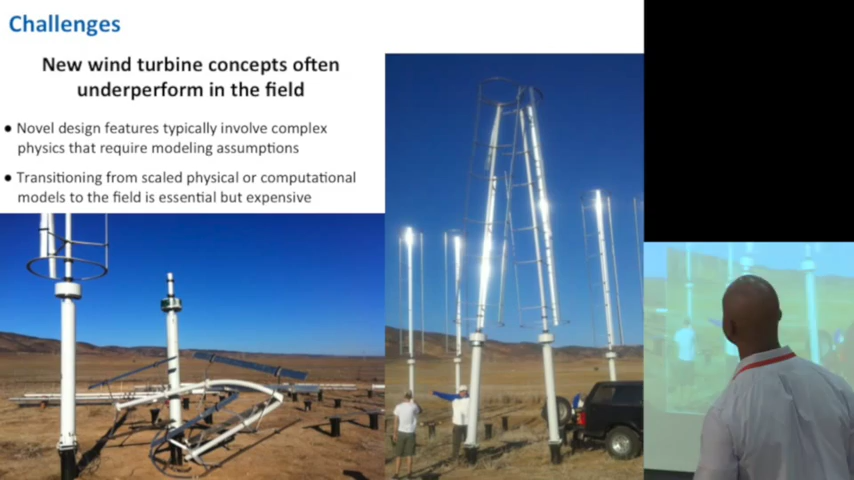 Challenges
New wind turbine concepts often
underperform in the field
● Novel design features typically involve complex
physics that require modeling assumptions
● Transitioning from scaled physical or computational
models to the field is essential but expensive